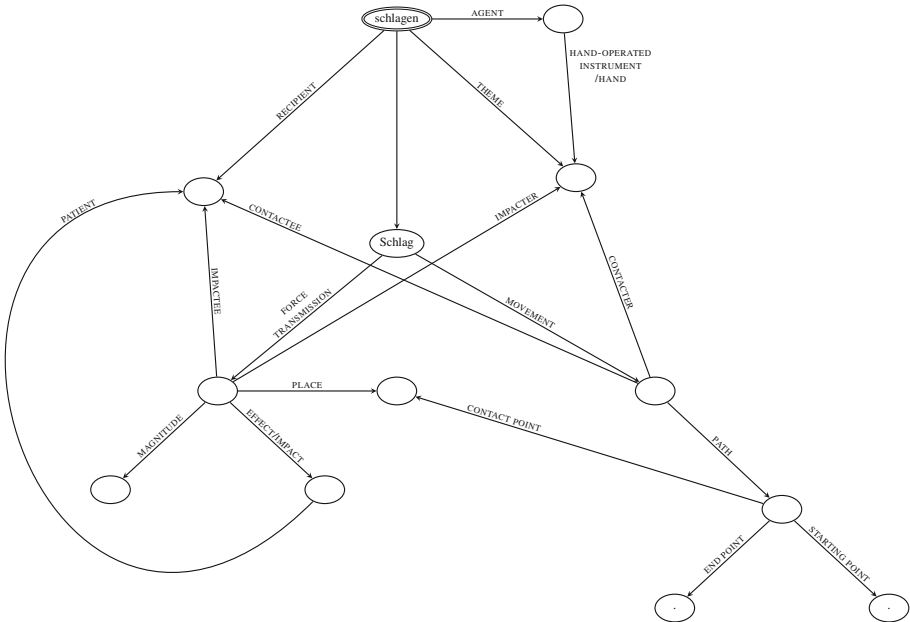 schlagen
AGENT
HAND-OPERATED
INSTRUMENT
/HAND
RECIPIENT
THEME
PATIENT
CONTACTEE
IMPACTER
Schlag
IMPACTEE
FORCE
TRANSMISSION
MOVEMENT
CONTACTER
PLACE
CONTACT POINT
MAGNITUDE
EFFECT/IMPACT
PATH
END POINT
STARTING POINT
.
.